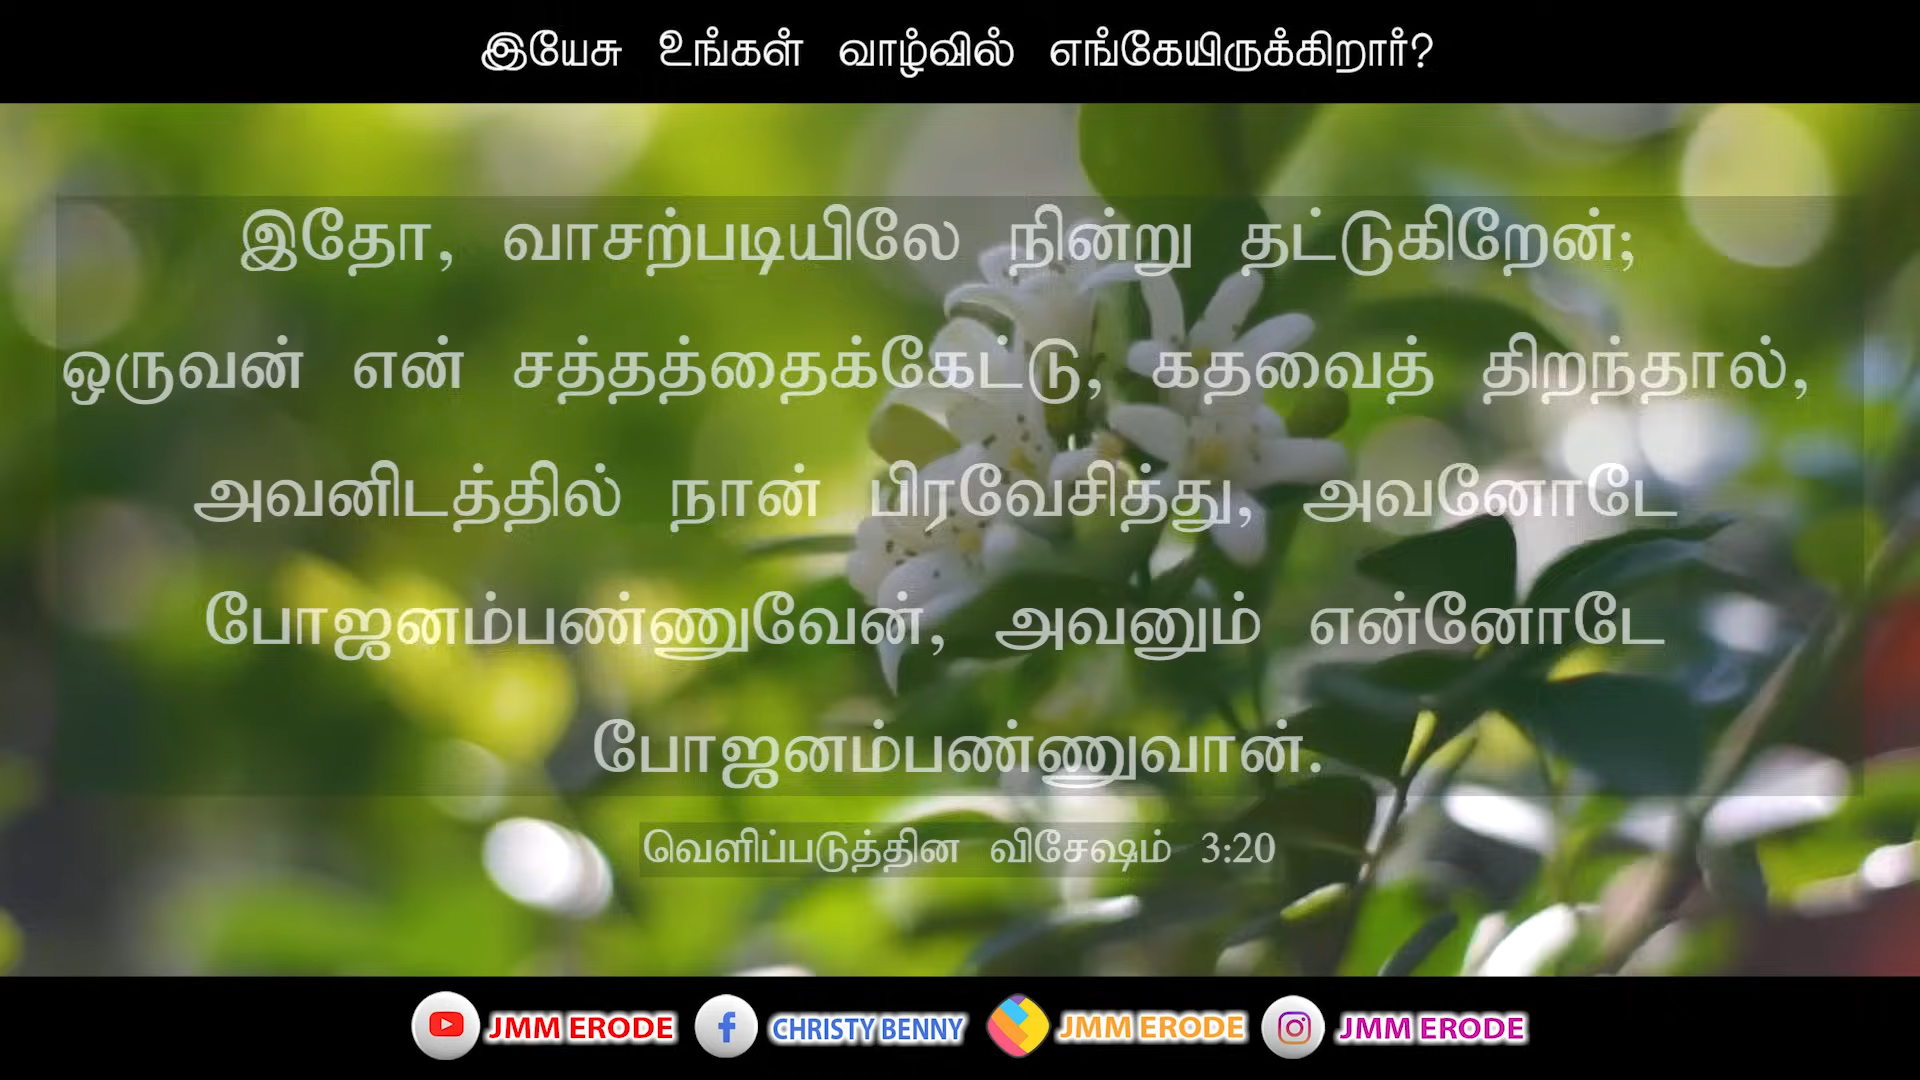 இயேசு உங்கள் வாழ்வில் எங்கேயிருக்கிறார்?
இதோ, வாசற்படியிலே நின்று தட்டுகிறேன்;
ஒருவன் என் சத்தத்தைக்கேட்டு, கதவைத் திறந்தால்,
அவனிடத்தில் நான் பிரவேசித்து, அவனோடே
போஜனம்பண்ணுவேன், அவனும் என்னோடே
போஜனம்பண்ணுவான்.
வெளிப்படுத்தின விசேஷம் 3:20
JMM ERODE CHRISTY BENNY JMM ERODE JMM ERODE